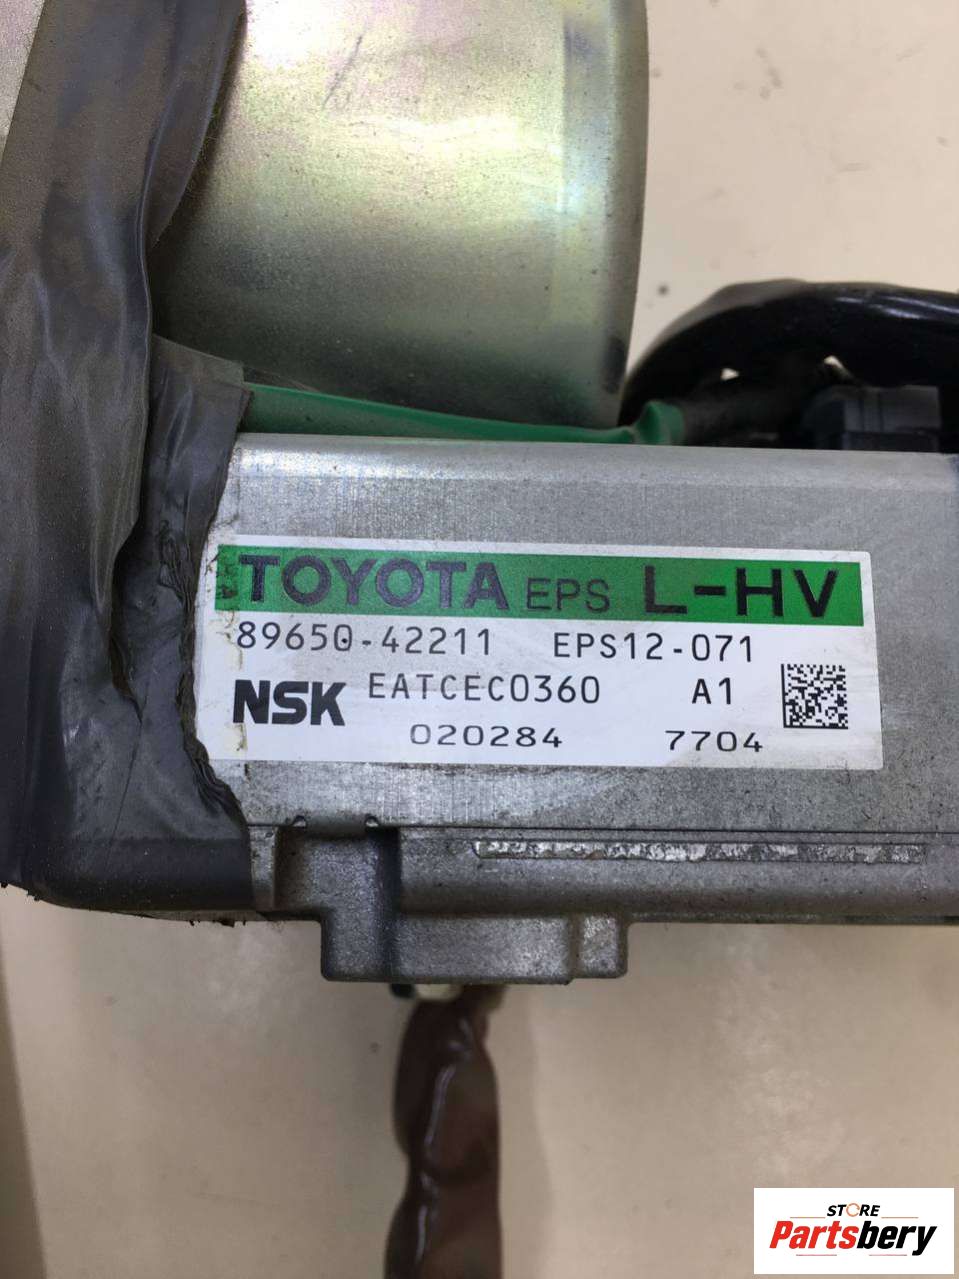 TOYOTA EPS L-HV
89650-42211 EPS12-071
NSK EATCEC0360 A1
020284 7704
STORE
Partsbery